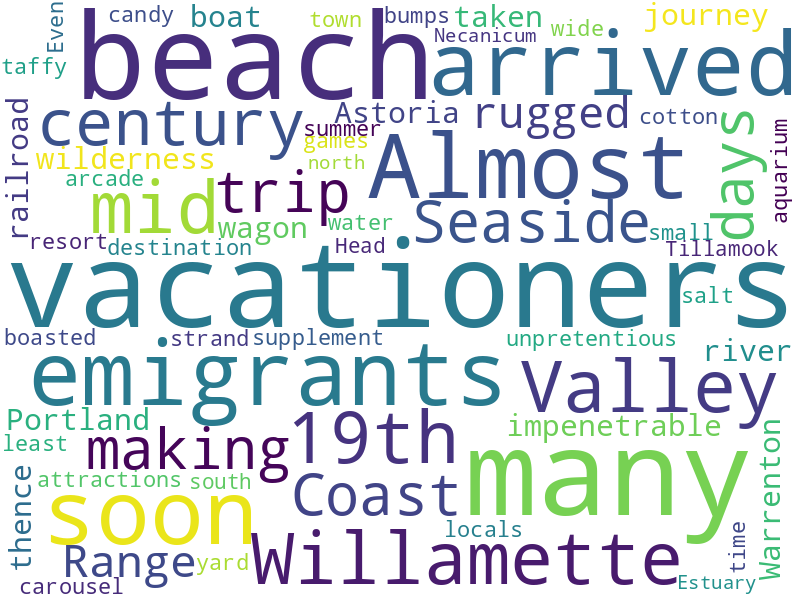 candy
boat
town
bumps
taken
journey
Even
Necanicum
wide
taffy
beach
arrived
century
Astoria
rugged
cotton
railroad
summer
games
wilderness
north
Almost
days
aquarium
arcade
trip
mid
wagon
water
Seaside
small
resort
destination
Head
Tillamook
vacationers
salt
boasted
strand
supplement
unpretentious
river
emigrants
Valley
Portland
19th
impenetrable
least
making
many
Warrenton
thence
attractions
south
Coast
soon
locals
time
Range
yard
Willamette
carousel
Estuary